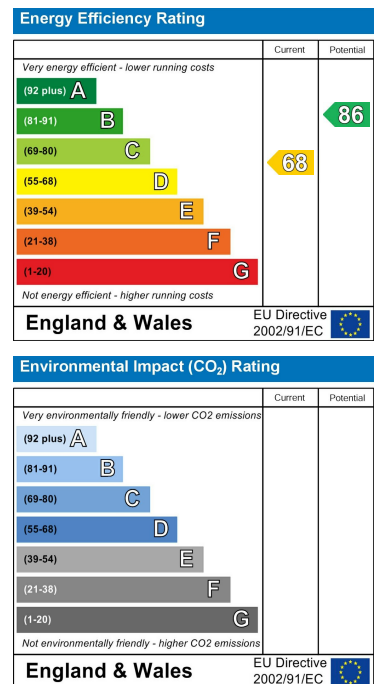 Energy Efficiency Rating
Current Potential
Very energy efficient - lower running costs
(92 plus) A
(81-91) B
86
(69-80) C
68
(55-68) D
(39-54) E
(21-38) F
(1-20) G
Not energy efficient - higher running costs
England & Wales
EU Directive
2002/91/EC
Environmental Impact (CO₂) Rating
Current Potential
Very environmentally friendly - lower CO2 emissions
(92 plus) A
(81-91) B
(69-80) C
(55-68) D
(39-54) E
(21-38) F
(1-20) G
Not environmentally friendly - higher CO2 emissions
England & Wales
EU Directive
2002/91/EC